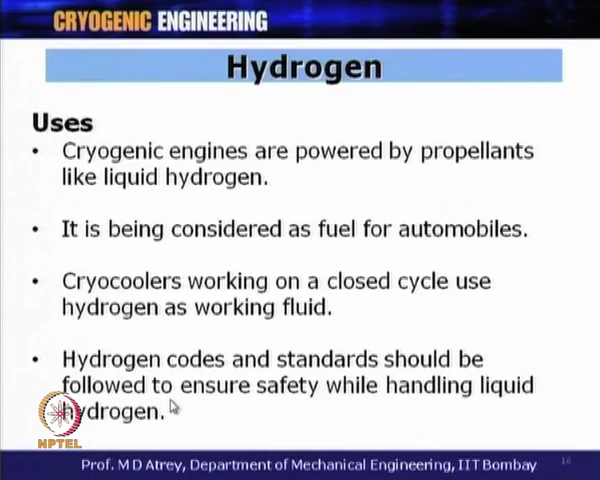 CRYOGENIC ENGINEERING
Hydrogen
Uses
• Cryogenic engines are powered by propellants
like liquid hydrogen.
• It is being considered as fuel for automobiles.
• Cryocoolers working on a closed cycle use
hydrogen as working fluid.
• Hydrogen codes and standards should be
followed to ensure safety while handling liquid
hydrogen.
NPTEL
Prof. M D Atrey, Department of Mechanical Engineering, IIT Bombay
16